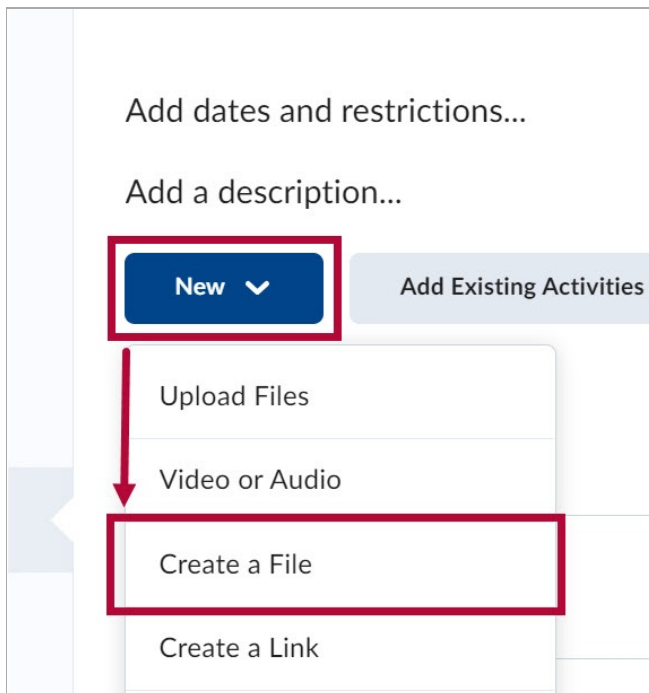 Add dates and restrictions...
Add a description...
New Add Existing Activities
Upload Files
Video or Audio
Create a File
Create a Link